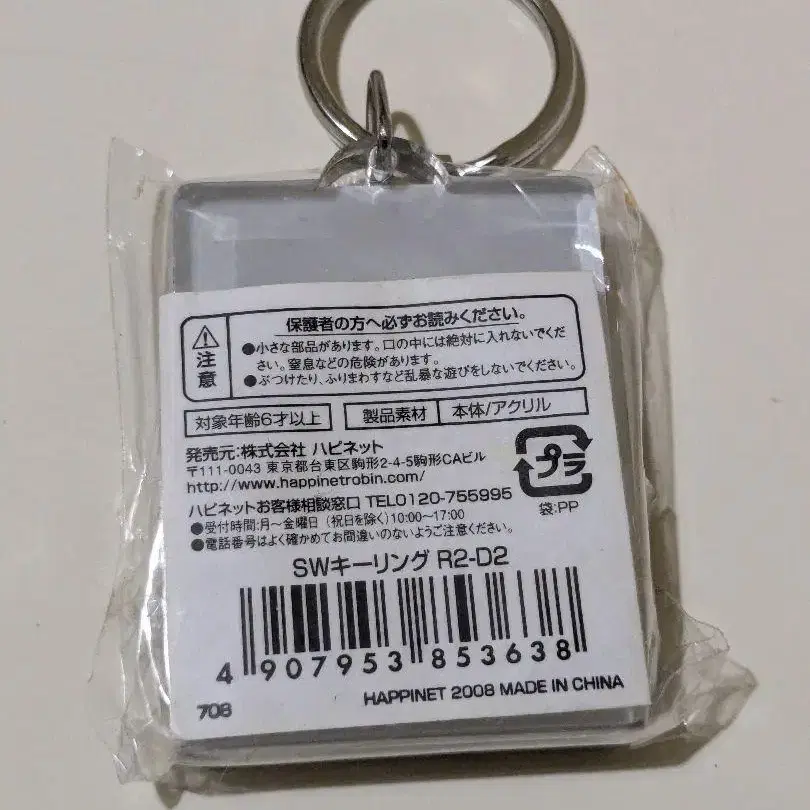 保護者の方へ必ずお読みください。
注意
●小さな部品があります。口の中には絶対に入れないでくだ
さい。窒息などの危険があります。
●ぶつけたり、ふりまわすなど乱暴な遊びをしないでください。
対象年齢6才以上 製品素材 本体/アクリル
発売元:株式会社 ハピネット
〒111-0043 東京都台東区駒形2-4-5駒形CAビル
http://www.happinetrobin.com/
プラ
袋:PP
ハピネットお客様相談窓口 TEL0120-755995
●受付時間:月〜金曜日(祝日を除く)10:00〜17:00
●電話番号はよく確かめてお間違いのないようご注意ください。
SWキーリング R2-D2
4 907953 853638
708 HAPPINET 2008 MADE IN CHINA